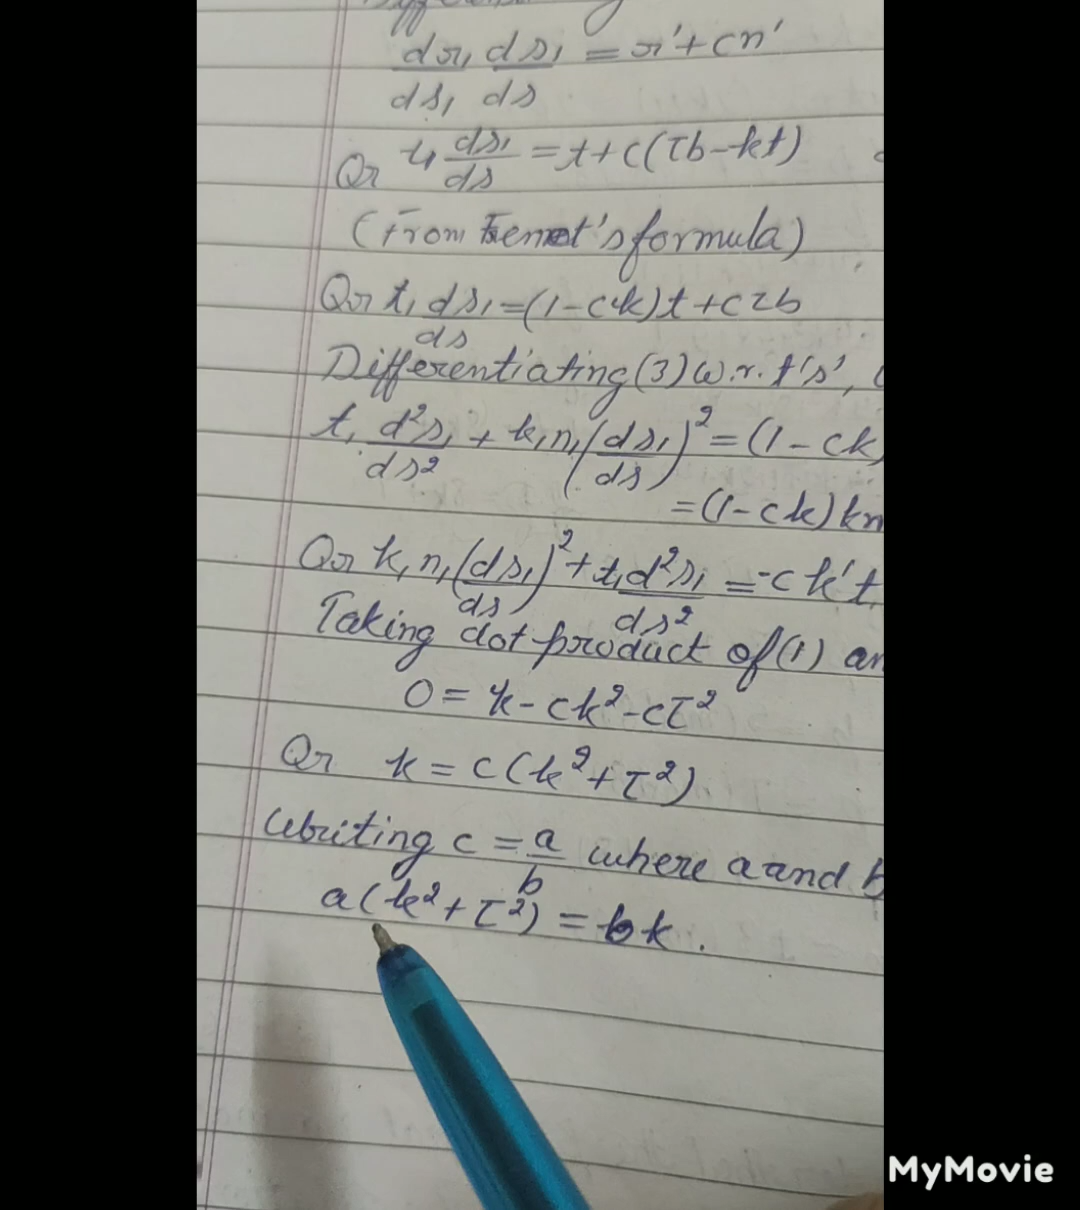 dr₁ ds₁ = r' + cn'
ds₁ ds
Or t₁ ds₁/ds = t + c(τb - kt)
(From Frenet's formula)
Or t₁ ds₁/ds = (1 - ck)t + cτb
Differentiating (3) w.r.t 's',
t₁ d²s₁/ds² + k₁n₁(ds₁/ds)² = (1 - ck)
= (1 - ck) kn
Or k₁n₁(ds₁/ds)² + t₁ d²s₁/ds² = -ck't
Taking dot product of (1) an
0 = k - ck² - cτ²
Or k = c(k² + τ²)
Writing c = a/b where a and b
a(k² + τ²) = bk.
MyMovie